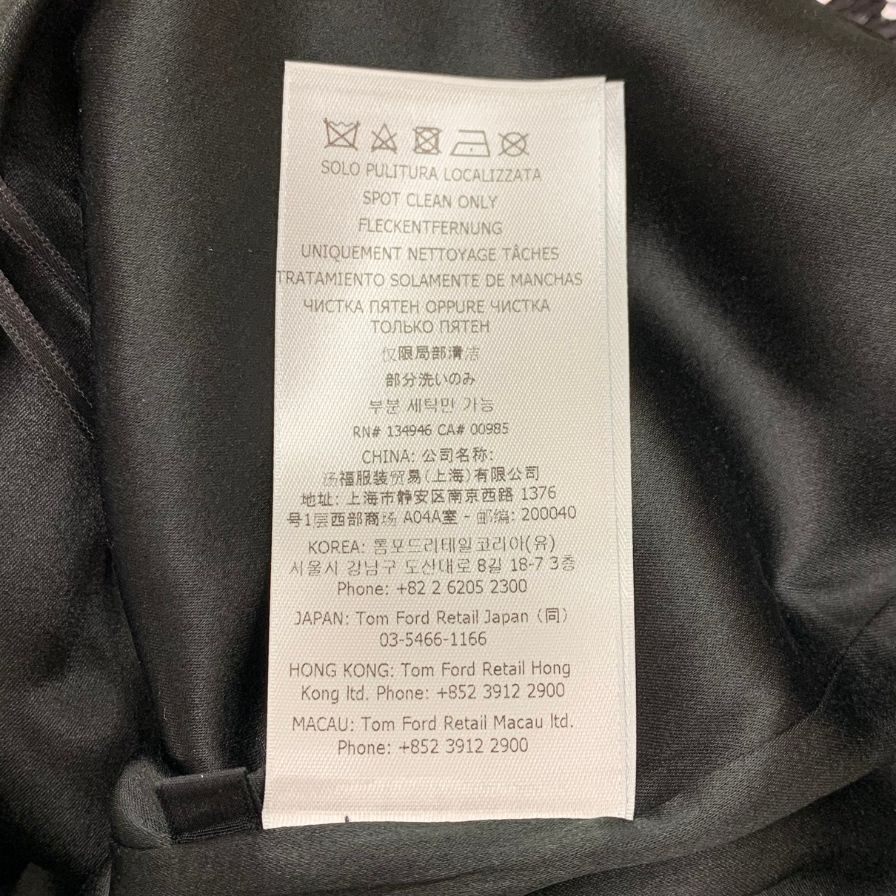 SOLO PULITURA LOCALIZZATA
SPOT CLEAN ONLY
FLECKENTFERNUNG
UNIQUEMENT NETTOYAGE TÂCHES
TRATAMIENTO SOLAMENTE DE MANCHAS
ЧИСТКА ПЯТЕН OPPURE ЧИСТКА
ТОЛЬКО ПЯТЕН
仅限局部清洁
部分洗いのみ
부분 세탁만 가능
RN# 134946 CA# 00985
CHINA: 公司名称:
汤福服装贸易(上海)有限公司
地址: 上海市静安区南京西路 1376
号1层西部商场 A04A室 - 邮编: 200040
KOREA: 톰포드리테일코리아(유)
서울시 강남구 도산대로 8길 18-7 3층
Phone: +82 2 6205 2300
JAPAN: Tom Ford Retail Japan (同)
03-5466-1166
HONG KONG: Tom Ford Retail Hong
Kong ltd. Phone: +852 3912 2900
MACAU: Tom Ford Retail Macau ltd.
Phone: +852 3912 2900